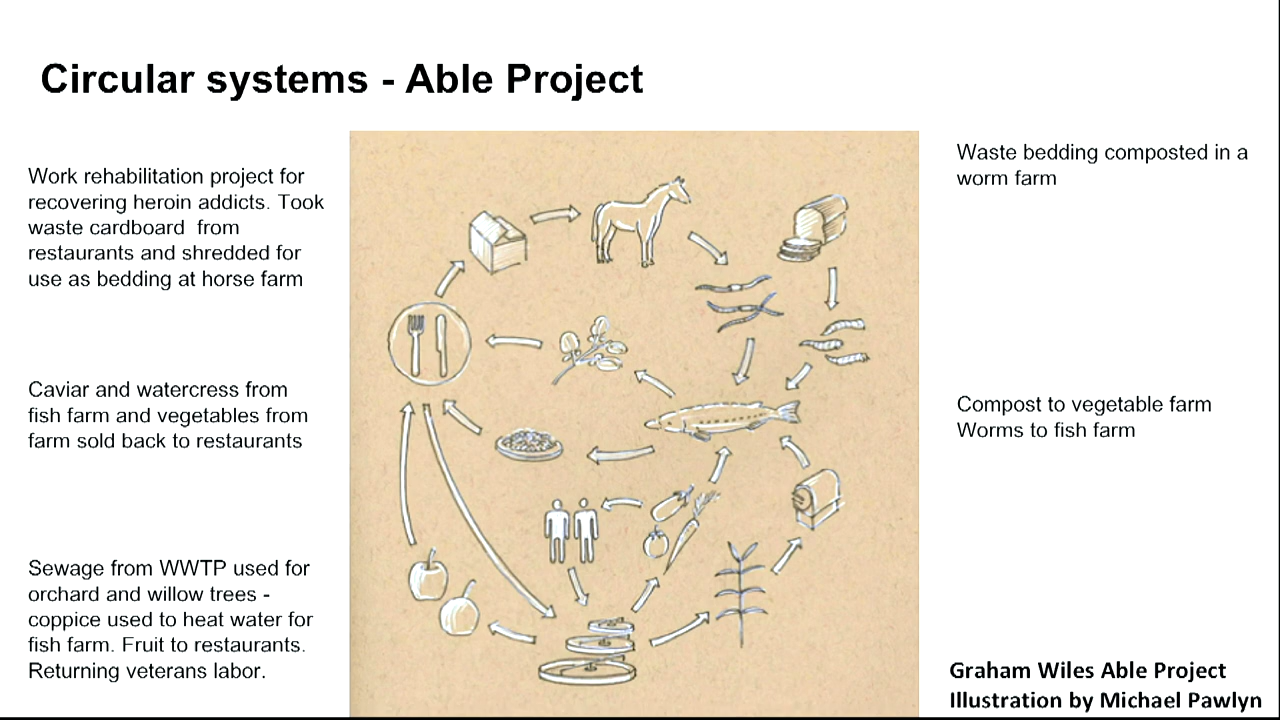 Circular systems - Able Project
Work rehabilitation project for
recovering heroin addicts. Took
waste cardboard  from
restaurants and shredded for
use as bedding at horse farm
Caviar and watercress from
fish farm and vegetables from
farm sold back to restaurants
Sewage from WWTP used for
orchard and willow trees -
coppice used to heat water for
fish farm. Fruit to restaurants.
Returning veterans labor.
Waste bedding composted in a
worm farm
Compost to vegetable farm
Worms to fish farm
Graham Wiles Able Project
Illustration by Michael Pawlyn